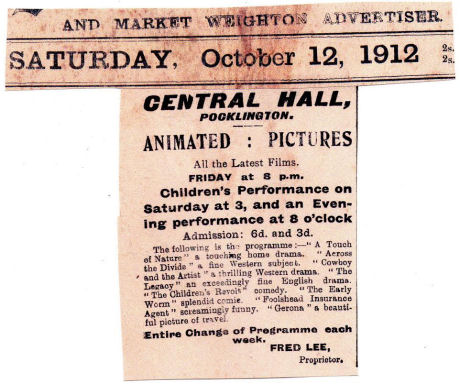 AND MARKET WEIGHTON ADVERTISER.
SATURDAY, October 12, 1912 2s.
2s.
CENTRAL HALL,
POCKLINGTON.
ANIMATED : PICTURES
All the Latest Films.
FRIDAY at 8 p.m.
Children's Performance on
Saturday at 3, and an Even-
ing performance at 8 o'clock
Admission: 6d. and 3d.
The following is the programme:—"A Touch
of Nature" a touching home drama. "Across
the Divide" a fine Western subject. "Cowboy
and the Artist" a thrilling Western drama. "The
Legacy" an exceedingly fine English drama.
"The Children's Revolt" comedy. "The Early
Worm" splendid comic. "Foolshead Insurance
Agent" screamingly funny. "Gerona" a beauti-
ful picture of travel.
Entire Change of Programme each
week.
FRED LEE,
Proprietor.